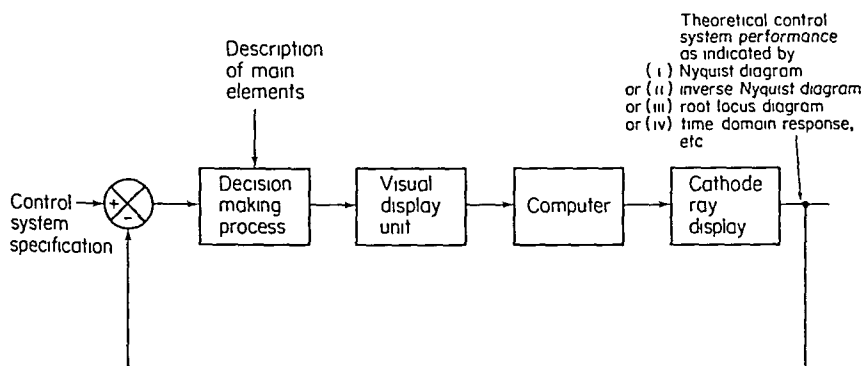 Theoretical control
system performance
as indicated by
(i) Nyquist diagram
or (ii) inverse Nyquist diagram
or (iii) root locus diagram
or (iv) time domain response,
etc
Description
of main
elements
Control
system
specification
+
-
Decision
making
process
Visual
display
unit
Computer
Cathode
ray
display